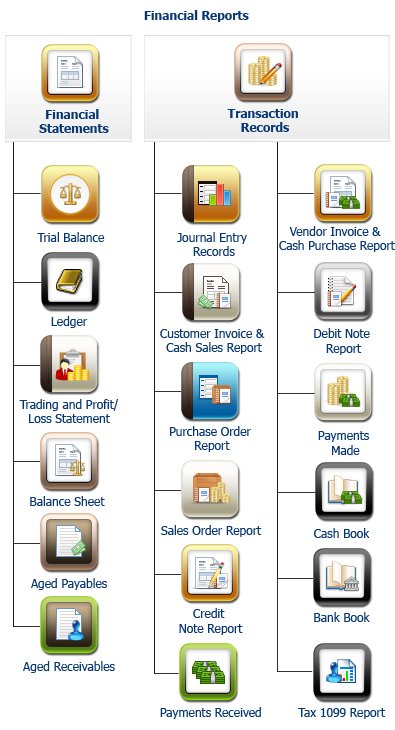 Financial Reports
Financial
Statements
Transaction
Records
Trial Balance
Ledger
Trading and Profit/
Loss Statement
Balance Sheet
Aged Payables
Aged Receivables
Journal Entry
Records
Customer Invoice &
Cash Sales Report
Purchase Order
Report
Sales Order Report
Credit
Note Report
Payments Received
Vendor Invoice &
Cash Purchase Report
Debit Note
Report
Payments
Made
Cash Book
Bank Book
Tax 1099 Report